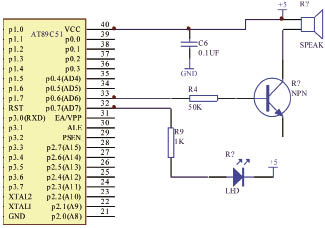 p1.0 VCC 40
AT89C51
p1.1 p0.0 39
p1.2 p0.1 38
p1.3 p0.2 37
p1.4 p0.3 36
p1.5 p0.4(AD4) 35
p1.6 p0.5(AD5) 34
p1.7 p0.6(AD6) 33
RST p0.7(AD7) 32
p3.0(RXD) EA/VPP 31
p3.1 ALE 30
p3.2 PSEN 29
p3.3 p2.7(A15) 28
p3.4 p2.6(A14) 27
p3.5 p2.5(A13) 26
p3.6 p2.4(A12) 25
p3.7 p2.3(A11) 24
XTAL2 p2.2(A10) 23
XTAL1 p2.1(A9) 22
GND p2.0(A8) 21
C6
0.1UF
GND
+5
R?
SPEAK
R4
50K
R?
NPN
R9
1K
R?
LED
+5